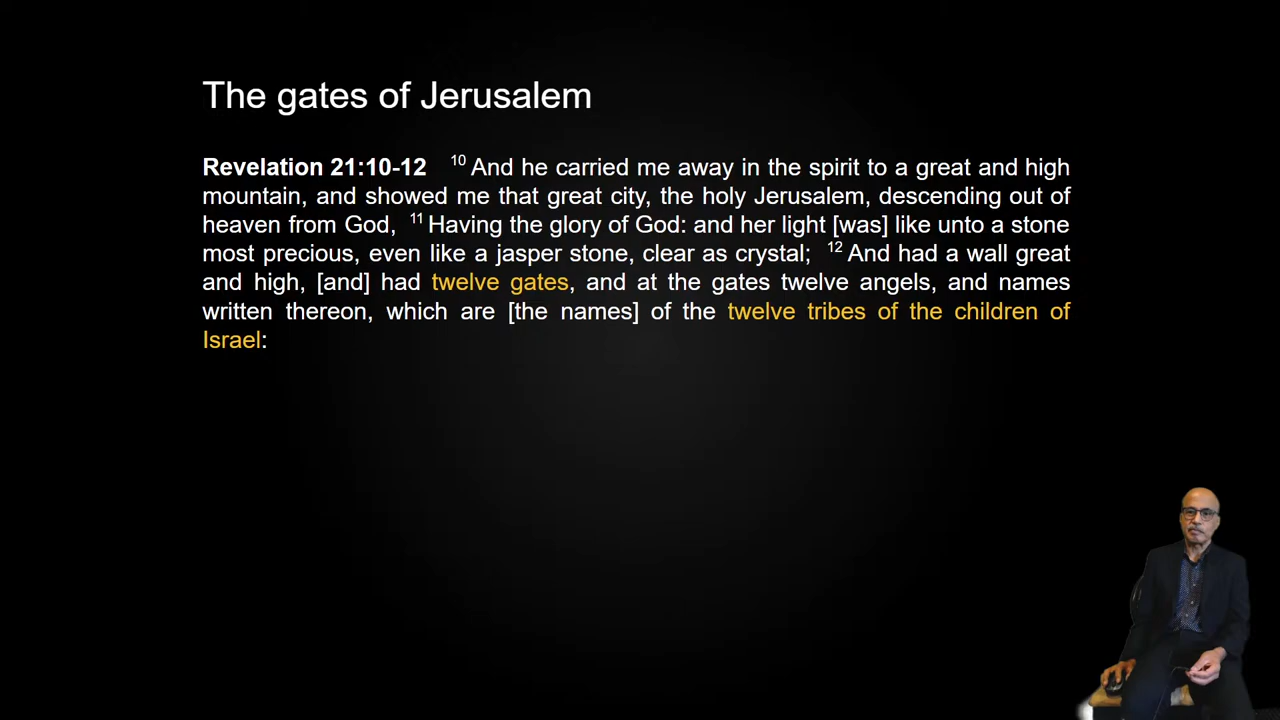 The gates of Jerusalem
Revelation 21:10-12 10 And he carried me away in the spirit to a great and high
mountain, and showed me that great city, the holy Jerusalem, descending out of
heaven from God, 11 Having the glory of God: and her light [was] like unto a stone
most precious, even like a jasper stone, clear as crystal; 12 And had a wall great
and high, [and] had twelve gates, and at the gates twelve angels, and names
written thereon, which are [the names] of the twelve tribes of the children of
Israel: